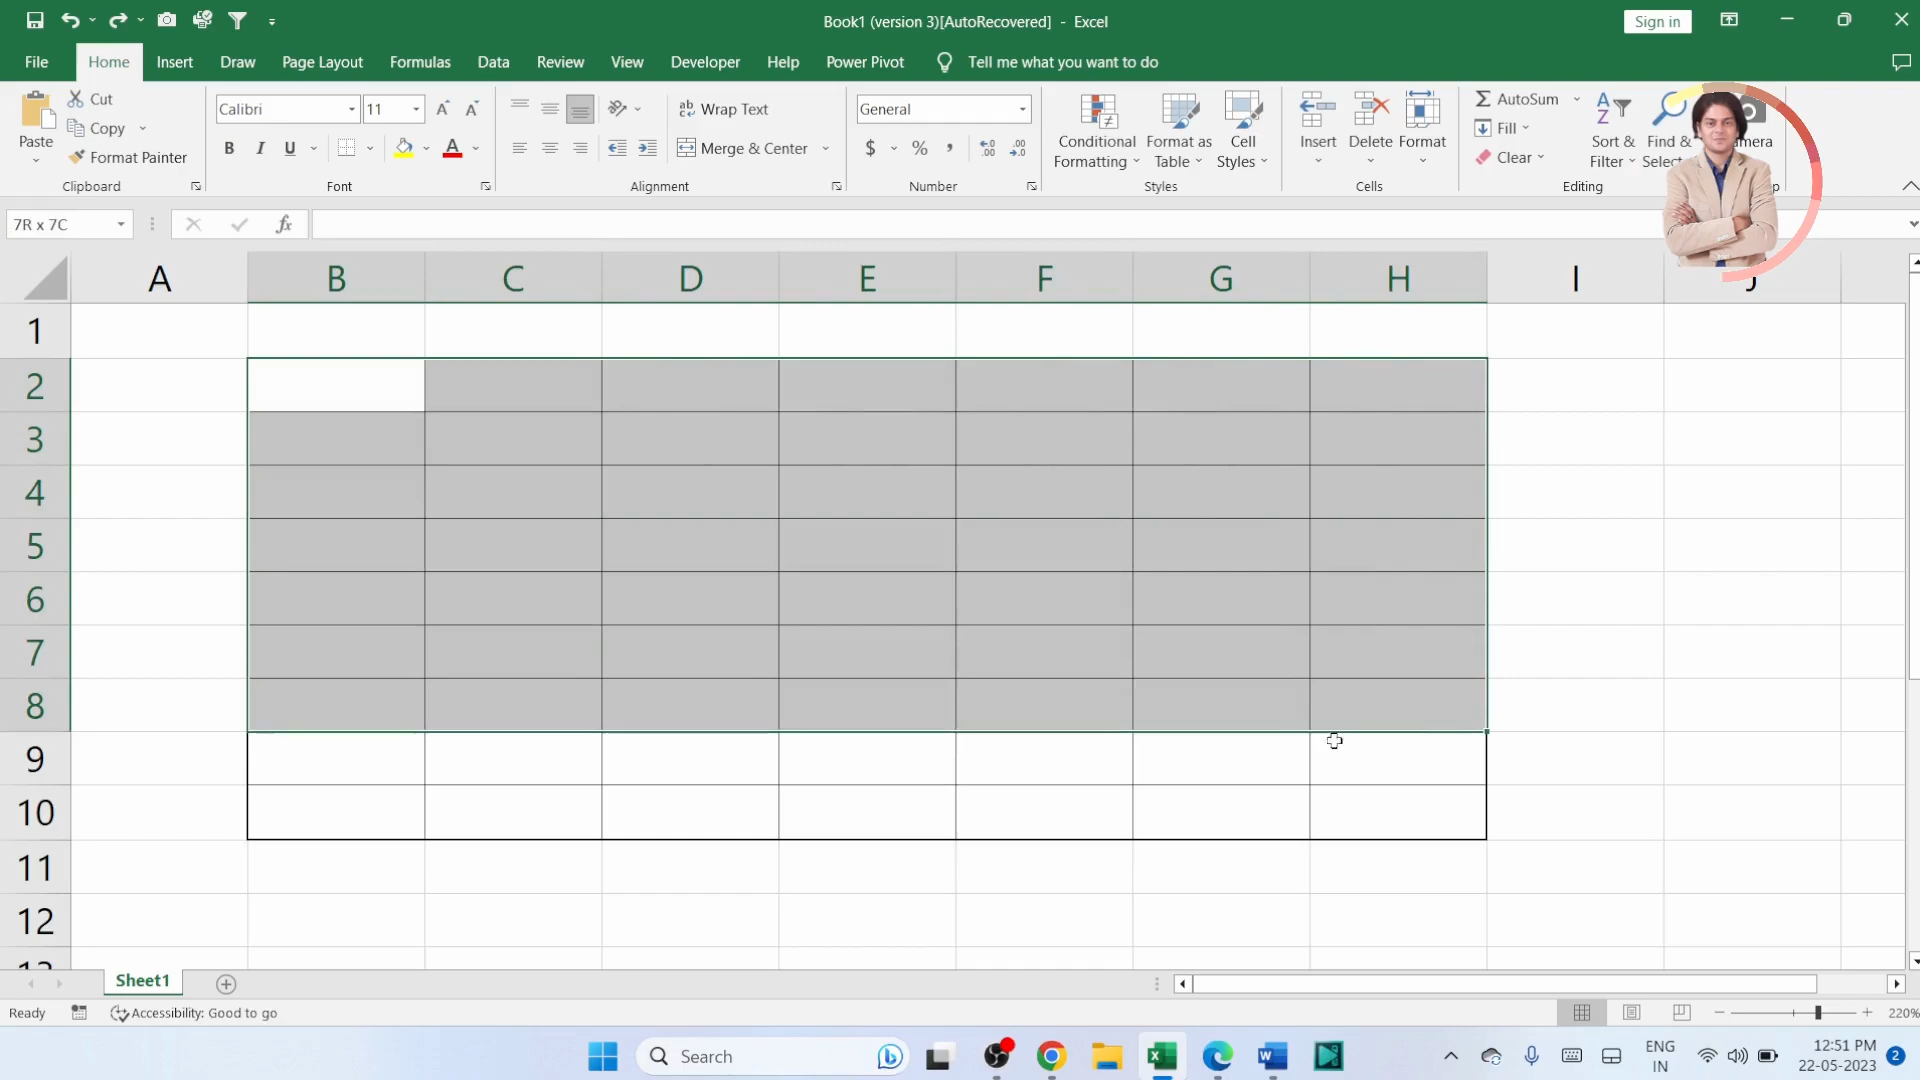 Book1 (version 3)[AutoRecovered] - Excel
Sign in
File Home Insert Draw Page Layout Formulas Data Review View Developer Help Power Pivot Tell me what you want to do
Paste
Cut
Copy
Format Painter
Clipboard
Calibri 11
B I U A
Font
ab Wrap Text
Merge & Center
Alignment
General
$ % ,
Number
Conditional Formatting
Format as Table
Cell Styles
Styles
Insert
Delete
Format
Cells
AutoSum
Fill
Clear
Sort & Filter
Find &
Editing
7R x 7C
fx
A B C D E F G H I J
1
2
3
4
5
6
7
8
9
10
11
12
13
Sheet1
Ready
Accessibility: Good to go
220%
Search
ENG
IN
12:51 PM
22-05-2023
2